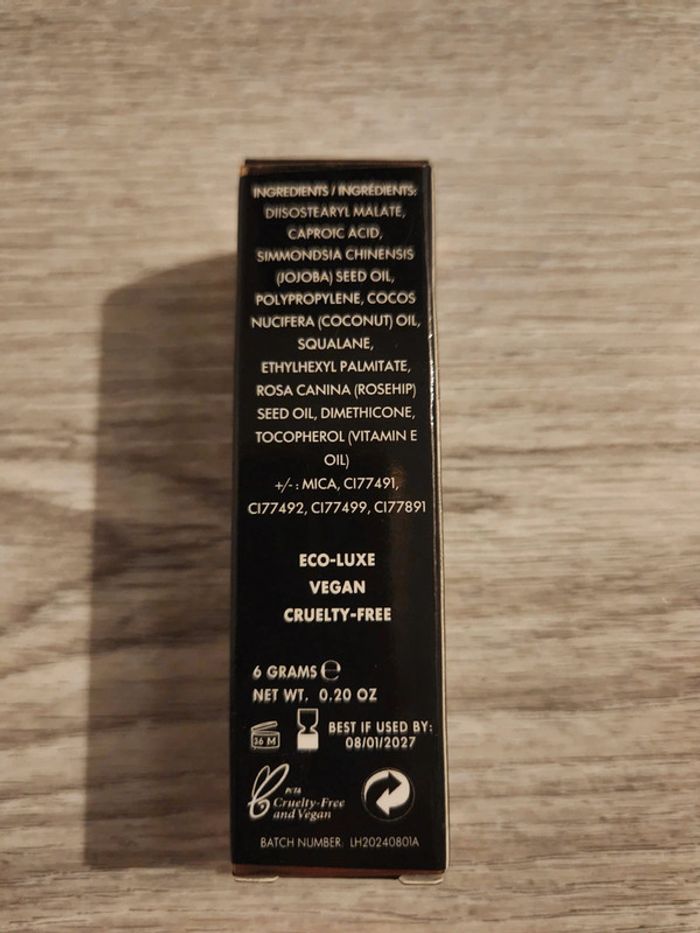 INGREDIENTS / INGRÉDIENTS:
DIISOSTEARYL MALATE,
CAPROIC ACID,
SIMMONDSIA CHINENSIS
(JOJOBA) SEED OIL,
POLYPROPYLENE, COCOS
NUCIFERA (COCONUT) OIL,
SQUALANE,
ETHYLHEXYL PALMITATE,
ROSA CANINA (ROSEHIP)
SEED OIL, DIMETHICONE,
TOCOPHEROL (VITAMIN E
OIL)
+/- : MICA, CI77491,
CI77492, CI77499, CI77891
ECO-LUXE
VEGAN
CRUELTY-FREE
6 GRAMS ℮
NET WT. 0.20 OZ
36 M
BEST IF USED BY:
08/01/2027
PETA
Cruelty-Free
and Vegan
BATCH NUMBER LH20240801A